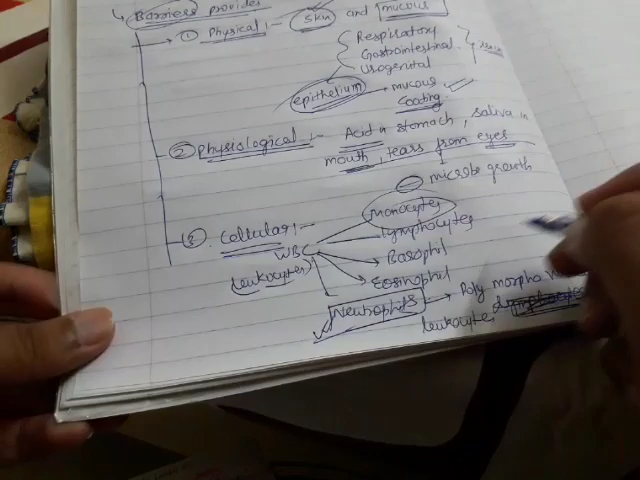 Barriers provides
① Physical :- Skin and mucous
Respiratory
Gastrointestinal
Urogenital
epithelium → mucous
Coating
② Physiological :- Acid in stomach, saliva in
mouth, tears from eyes
microbe growth
③ Cellular :-
monocytes
WBC
lymphocytes
(leukocytes)
Basophil
Eosinophil
Neutrophils → Poly morpho
leukocytes